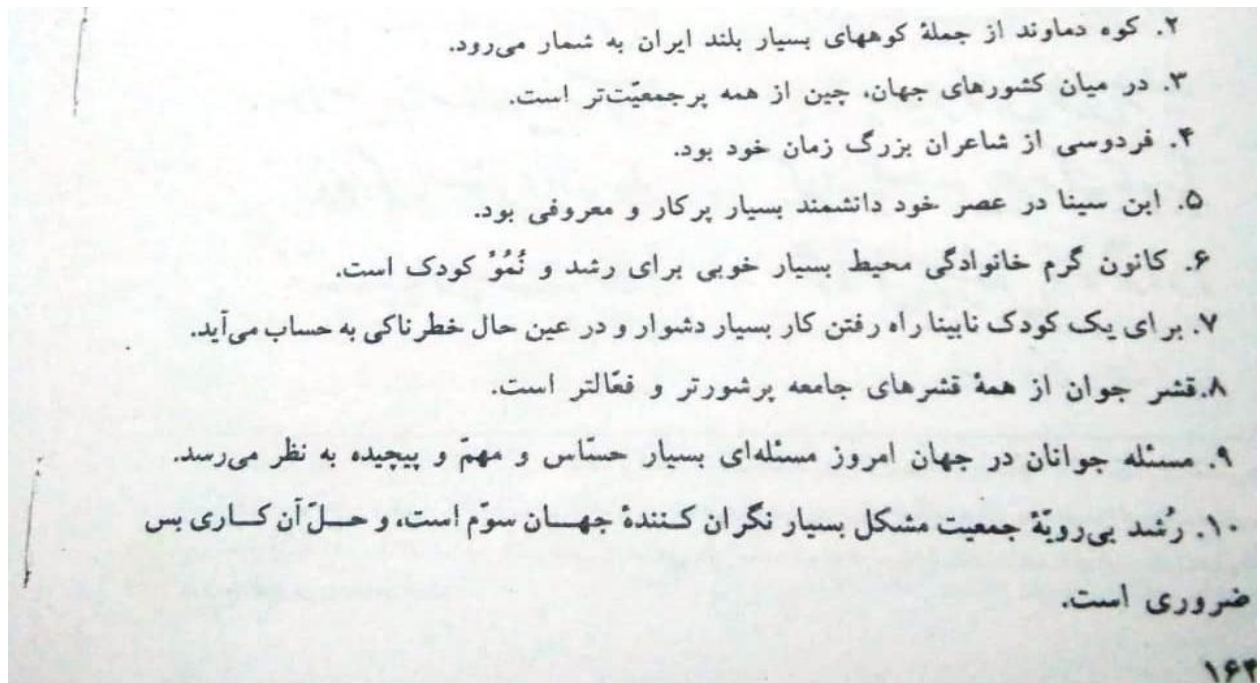 ۲. کوه دماوند از جملهٔ کوههای بسیار بلند ایران به شمار می‌رود.
۳. در میان کشورهای جهان، چین از همه پرجمعیّت‌تر است.
۴. فردوسی از شاعران بزرگ زمان خود بود.
۵. ابن سینا در عصر خود دانشمند بسیار پرکار و معروفی بود.
۶. کانون گرم خانوادگی محیط بسیار خوبی برای رشد و نُمُوُ کودک است.
۷. برای یک کودک نابینا راه رفتن کار بسیار دشوار و در عین حال خطرناکی به حساب می‌آید.
۸.قشر جوان از همهٔ قشرهای جامعه پرشورتر و فعّالتر است.
۹. مسئله جوانان در جهان امروز مسئله‌ای بسیار حسّاس و مهمّ و پیچیده به نظر می‌رسد.
۱۰. رُشد بی‌رویّهٔ جمعیت مشکل بسیار نگران کـنندهٔ جهـــان سوّم است، و حـــلّ آن کـــاری بس
ضروری است.
۱۶۴